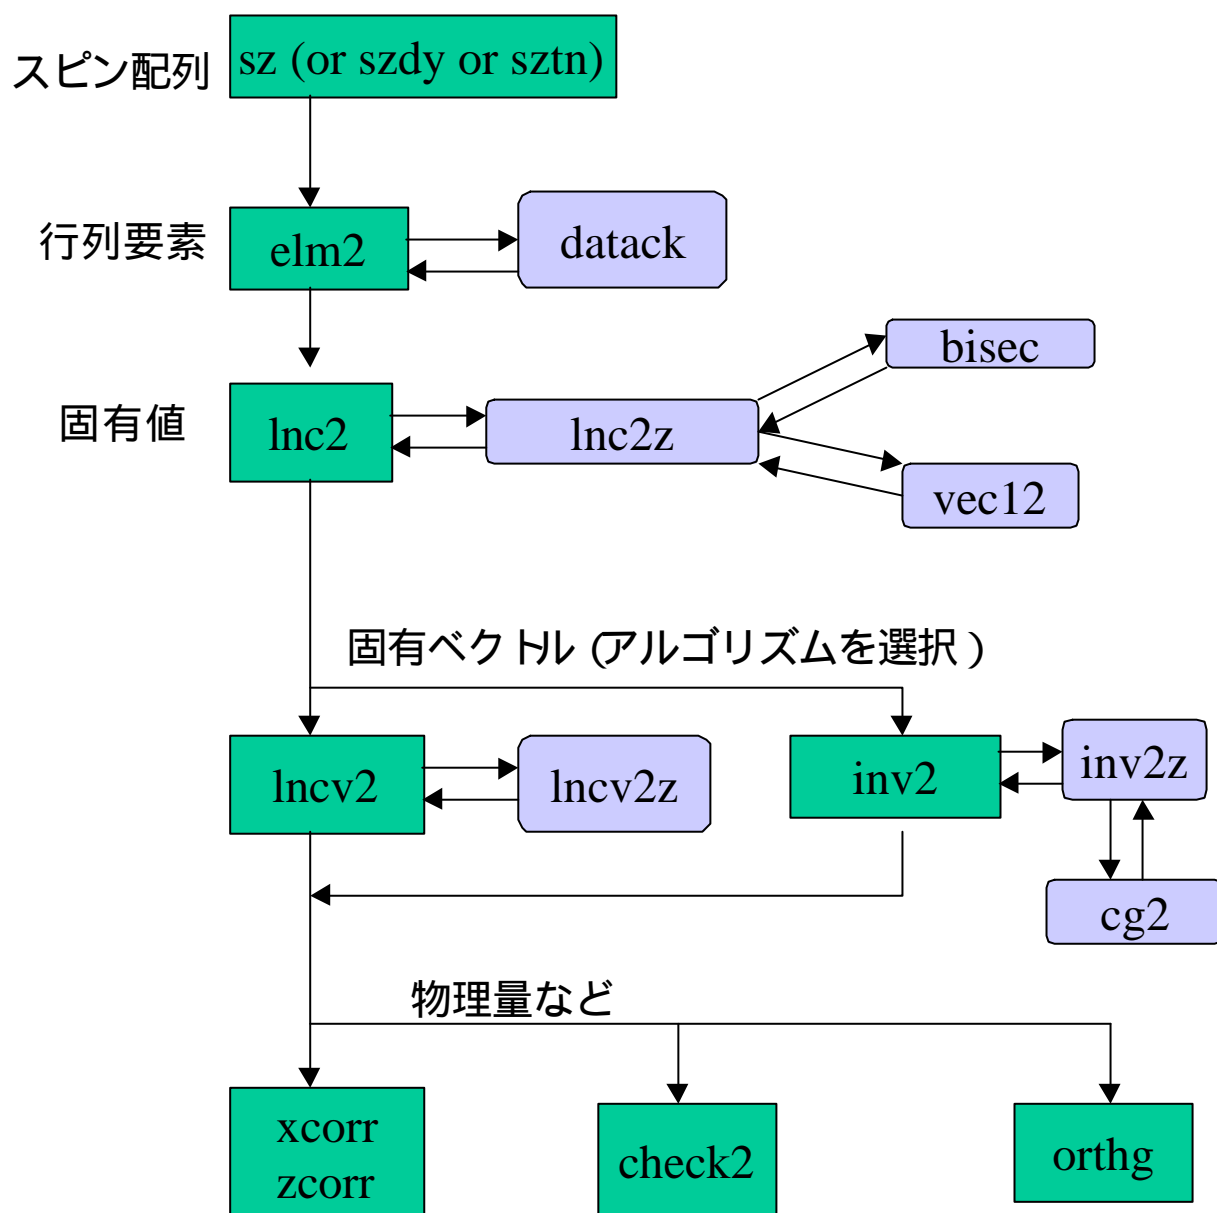 スピン配列
sz (or szdy or sztn)
行列要素
elm2
datack
bisec
固有値
lnc2
lnc2z
vec12
固有ベクトル (アルゴリズムを選択)
lncv2
lncv2z
inv2
inv2z
cg2
物理量など
xcorr
zcorr
check2
orthg